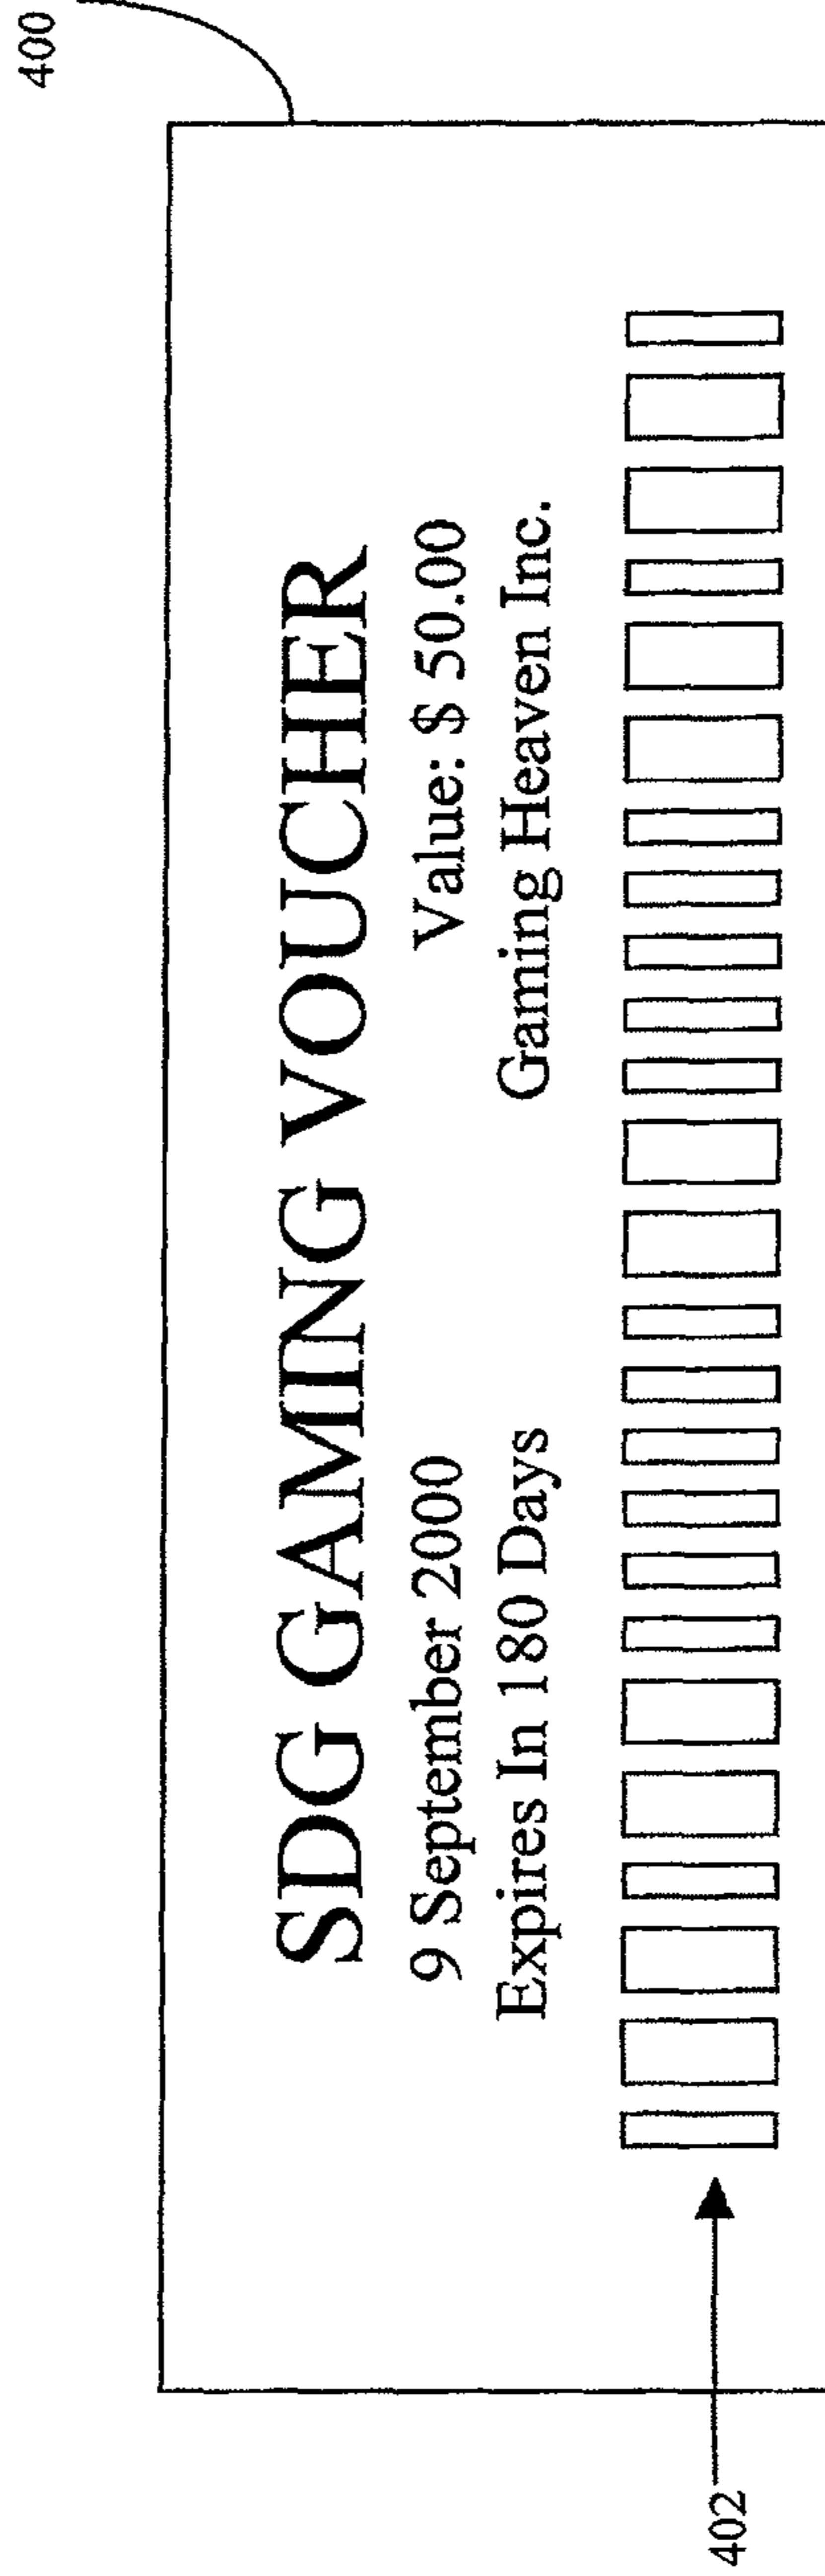 400
SDG GAMING VOUCHER
9 September 2000 Value: $ 50.00
Expires In 180 Days Gaming Heaven Inc.
402